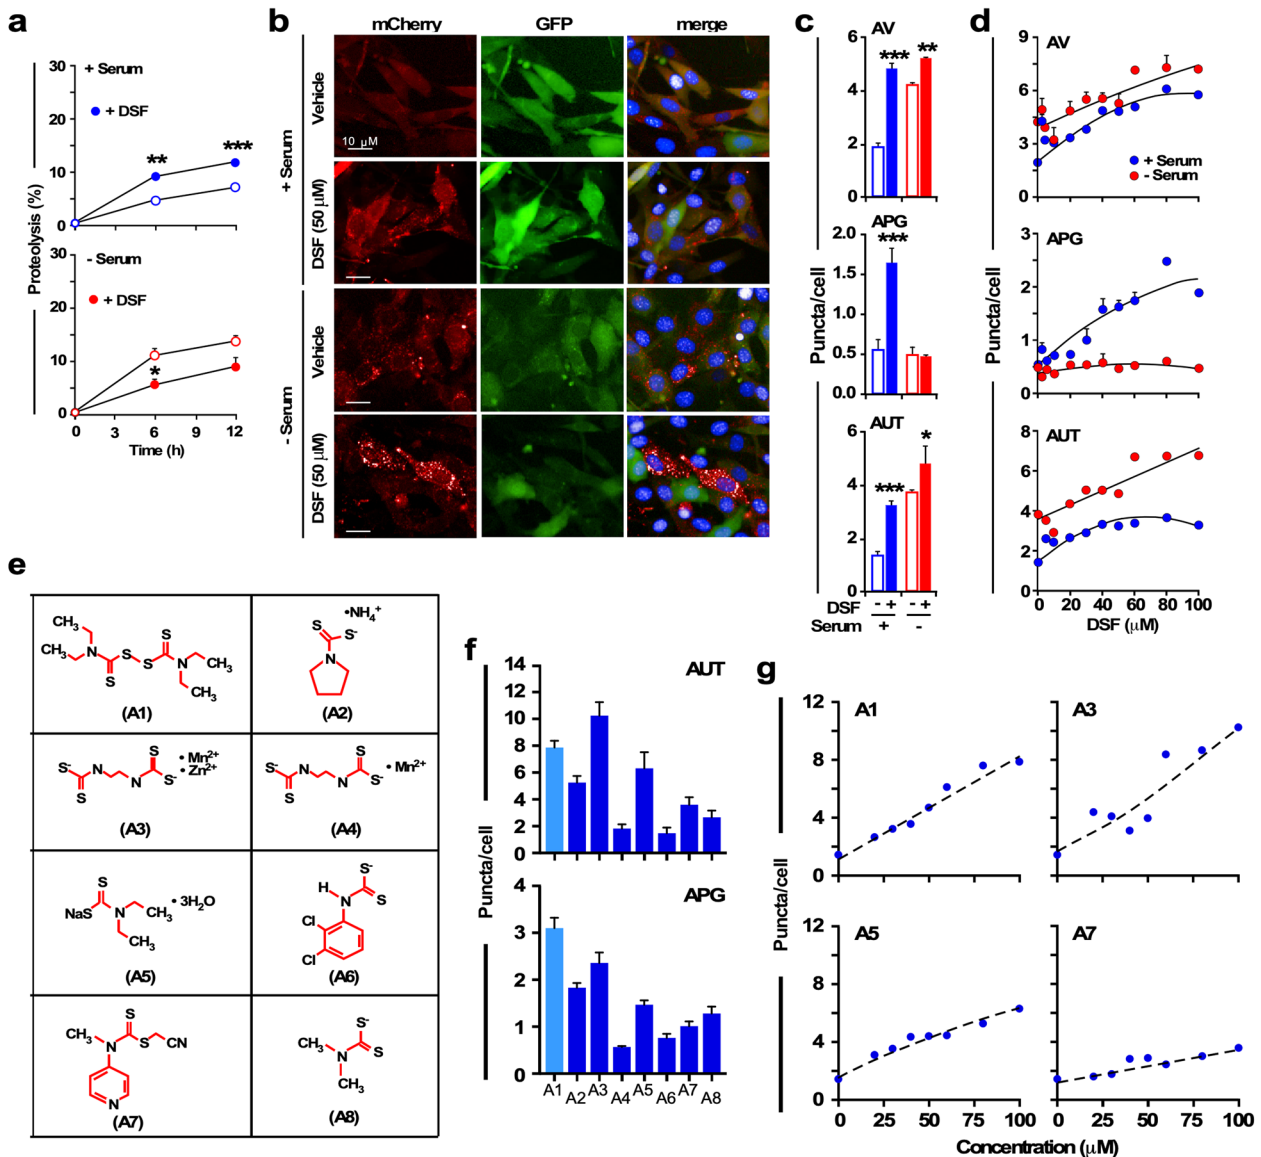 a
30
+ Serum
+ DSF
20
10
0
**
***
30
- Serum
+ DSF
20
10
0
*
0 3 6 9 12
Time (h)
Proteolysis (%)
b
mCherry GFP merge
+ Serum
Vehicle
10 μM
DSF (50 μM)
- Serum
Vehicle
DSF (50 μM)
c
AV
6
4
2
0
*** **
APG
2.0
1.5
1.0
0.5
0.0
***
AUT
6
4
2
0
*** *
Puncta/cell
DSF - + - +
Serum + -
d
AV
9
6
3
0
+ Serum
- Serum
APG
3
2
1
0
AUT
6
4
2
0
0 20 40 60 80 100
DSF (μM)
e
CH3
CH3
N
S
S
S
S
N
CH3
CH3
(A1)
•NH4+
S
S-
N
(A2)
S-
S
N
N
S
S-
• Mn2+
• Zn2+
(A3)
S-
S
N
N
S
S-
• Mn2+
(A4)
S
NaS
N
CH3
CH3
• 3H2O
(A5)
S-
S
H
N
Cl
Cl
(A6)
S
CH3
N
S
CN
N
(A7)
S-
S
CH3
N
CH3
(A8)
f
AUT
14
12
10
8
6
4
2
0
APG
4
3
2
1
0
Puncta/cell
A1 A2 A3 A4 A5 A6 A7 A8
g
A1 A3
12
8
4
0
A5 A7
12
8
4
0
Puncta/cell
0 25 50 75 100 0 25 50 75 100
Concentration (μM)